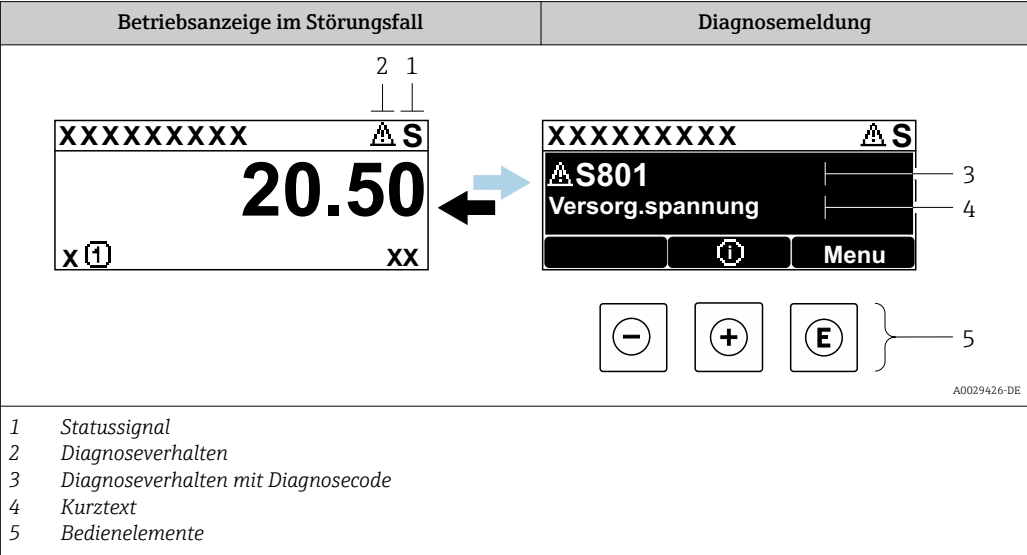 Betriebsanzeige im Störungsfall
Diagnosemeldung
2 1
XXXXXXXXX ⚠ S
20.50
x 1 xx
XXXXXXXXX ⚠ S
⚠ S801
Versorg.spannung
i Menu
3
4
− + E
5
A0029426-DE
1 Statussignal
2 Diagnoseverhalten
3 Diagnoseverhalten mit Diagnosecode
4 Kurztext
5 Bedienelemente